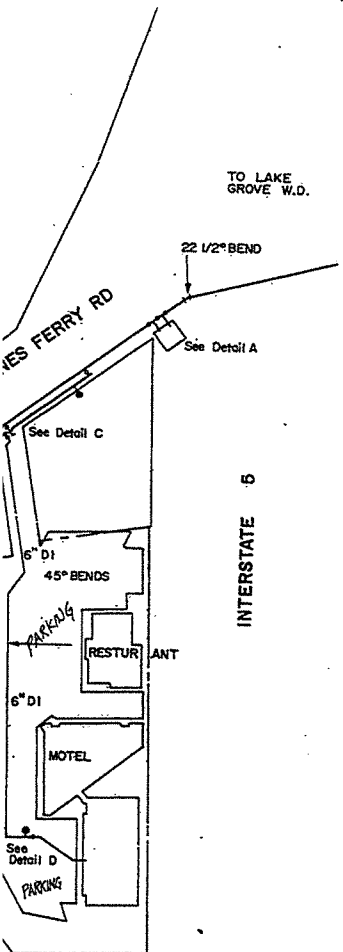 TO LAKE
GROVE W.D.
22 1/2° BEND
NES FERRY RD
See Detail A
See Detail C
INTERSTATE 5
6" DI
45° BENDS
PARKING
RESTUR ANT
6" DI
MOTEL
See
Detail D
PARKING